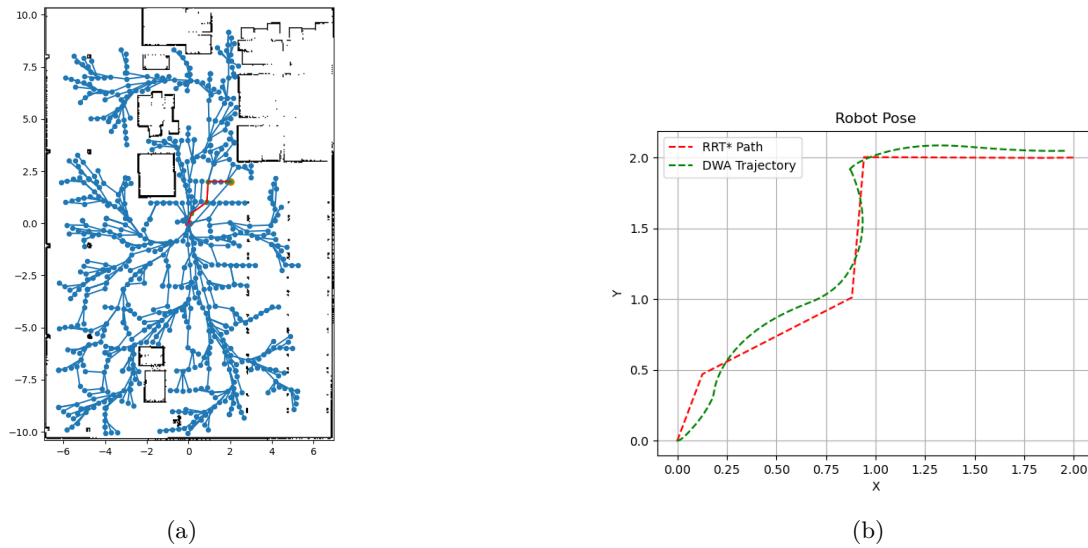 10.0
7.5
5.0
2.5
0.0
−2.5
−5.0
−7.5
−10.0
−6 −4 −2 0 2 4 6
(a)
Robot Pose
RRT* Path
DWA Trajectory
Y
2.0
1.5
1.0
0.5
0.0
0.00 0.25 0.50 0.75 1.00 1.25 1.50 1.75 2.00
X
(b)